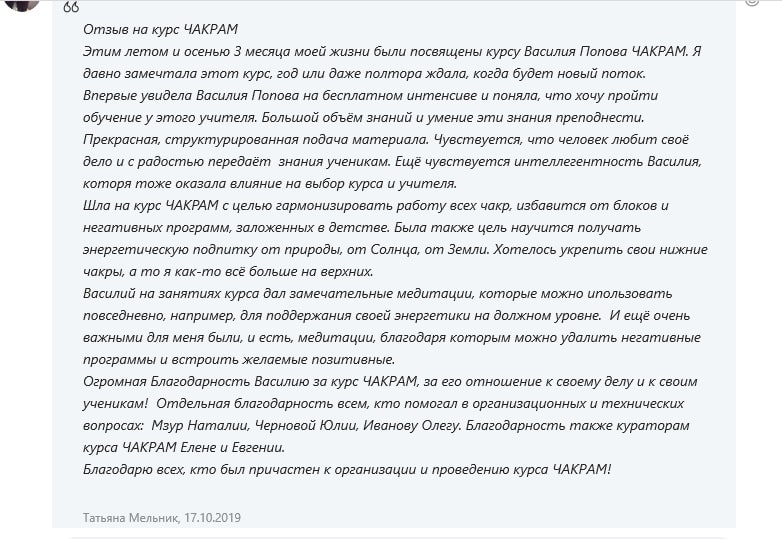 Отзыв на курс ЧАКРАМ
Этим летом и осенью 3 месяца моей жизни были посвящены курсу Василия Попова ЧАКРАМ. Я
давно замечтала этот курс, год или даже полтора ждала, когда будет новый поток.
Впервые увидела Василия Попова на бесплатном интенсиве и поняла, что хочу пройти
обучение у этого учителя. Большой объём знаний и умение эти знания преподнести.
Прекрасная, структурированная подача материала. Чувствуется, что человек любит своё
дело и с радостью передаёт  знания ученикам. Ещё чувствуется интеллегентность Василия,
которя тоже оказала влияние на выбор курса и учителя.
Шла на курс ЧАКРАМ с целью гармонизировать работу всех чакр, избавится от блоков и
негативных программ, заложенных в детстве. Была также цель научится получать
энергетическую подпитку от природы, от Солнца, от Земли. Хотелось укрепить свои нижние
чакры, а то я как-то всё больше на верхних.
Василий на занятиях курса дал замечательные медитации, которые можно ипользовать
повседневно, например, для поддержания своей энергетики на должном уровне.  И ещё очень
важными для меня были, и есть, медитации, благодаря которым можно удалить негативные
программы и встроить желаемые позитивные.
Огромная Благодарность Василию за курс ЧАКРАМ, за его отношение к своему делу и к своим
ученикам!  Отдельная благодарность всем, кто помогал в организационных и технических
вопросах:  Мзур Наталии, Черновой Юлии, Иванову Олегу. Благодарность также кураторам
курса ЧАКРАМ Елене и Евгении.
Благодарю всех, кто был причастен к организации и проведению курса ЧАКРАМ!
Татьяна Мельник, 17.10.2019